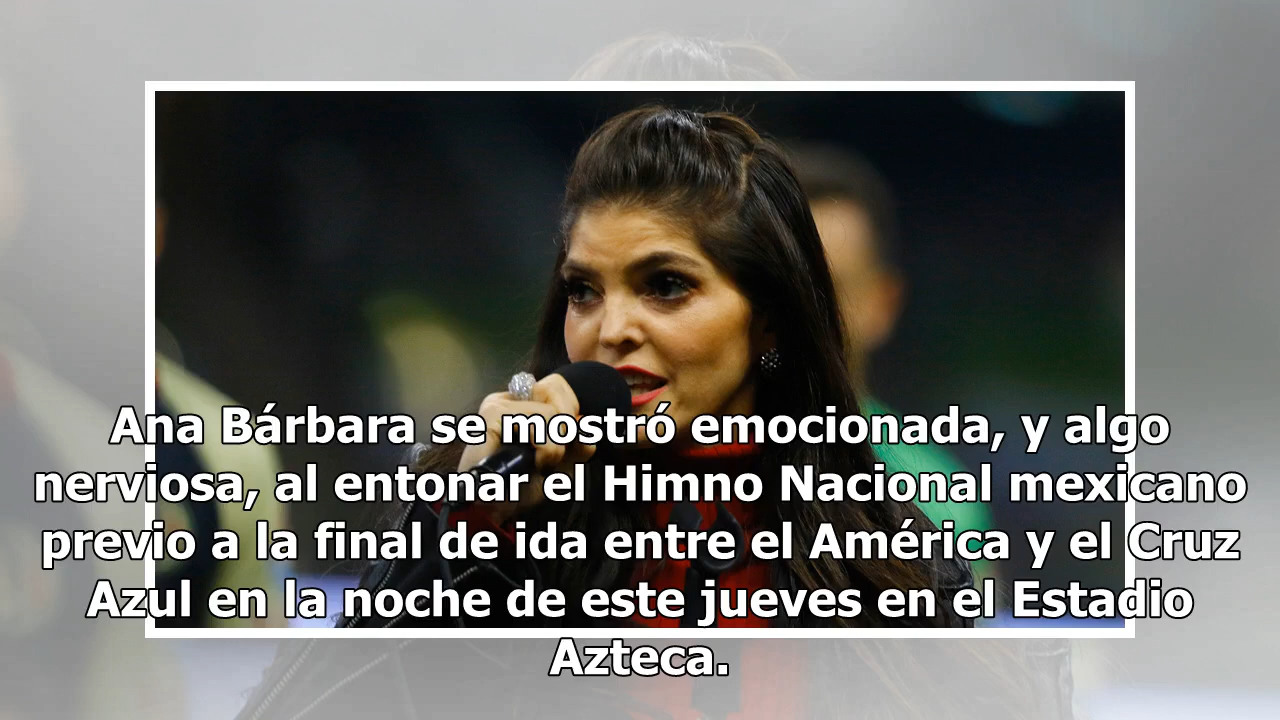 Ana Bárbara se mostró emocionada, y algo
nerviosa, al entonar el Himno Nacional mexicano
previo a la final de ida entre el América y el Cruz
Azul en la noche de este jueves en el Estadio
Azteca.